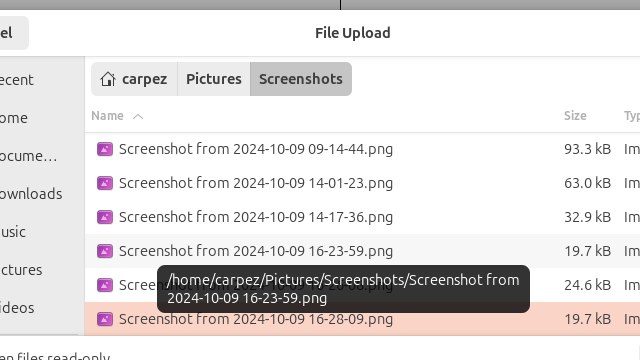 el
File Upload
ecent
ome
ocume...
ownloads
usic
ctures
ideos
carpez
Pictures
Screenshots
Name
Size
Typ
Screenshot from 2024-10-09 09-14-44.png 93.3 kB Im
Screenshot from 2024-10-09 14-01-23.png 63.0 kB Im
Screenshot from 2024-10-09 14-17-36.png 32.9 kB Im
Screenshot from 2024-10-09 16-23-59.png 19.7 kB Im
/home/carpez/Pictures/Screenshots/Screenshot from
2024-10-09 16-23-59.png
24.6 kB Im
Screenshot from 2024-10-09 16-28-09.png 19.7 kB Im
en files read-only